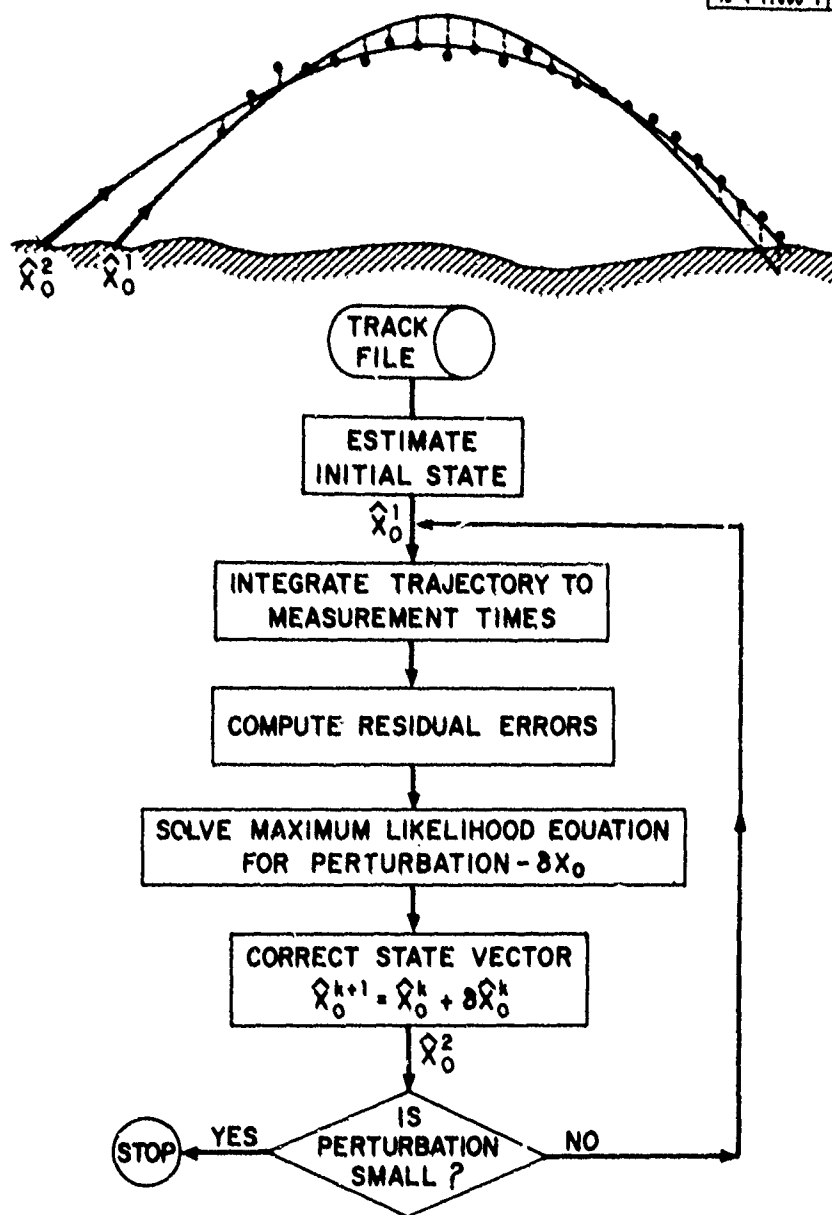 X̂₀² X̂₀¹
TRACK
FILE
ESTIMATE
INITIAL STATE
X̂₀¹
INTEGRATE TRAJECTORY TO
MEASUREMENT TIMES
COMPUTE RESIDUAL ERRORS
SOLVE MAXIMUM LIKELIHOOD EQUATION
FOR PERTURBATION - δX₀
CORRECT STATE VECTOR
X̂₀ᵏ⁺¹ = X̂₀ᵏ + δX̂₀ᵏ
X̂₀²
IS
PERTURBATION
SMALL ?
STOP YES NO